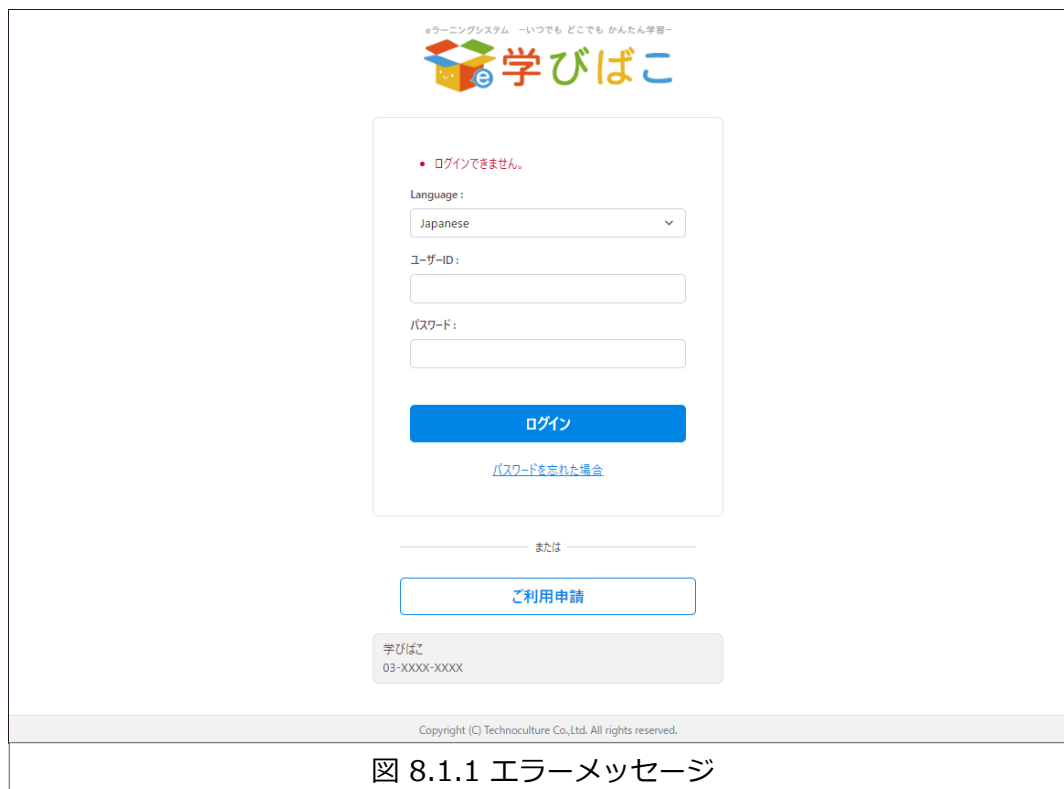 eラーニングシステム －いつでも どこでも かんたん学習－
e学びばこ
ログインできません。
Language :
Japanese
ユーザーID :
パスワード :
ログイン
パスワードを忘れた場合
または
ご利用申請
学びばこ
03-XXXX-XXXX
Copyright (C) Technoculture Co.,Ltd. All rights reserved.
図 8.1.1 エラーメッセージ